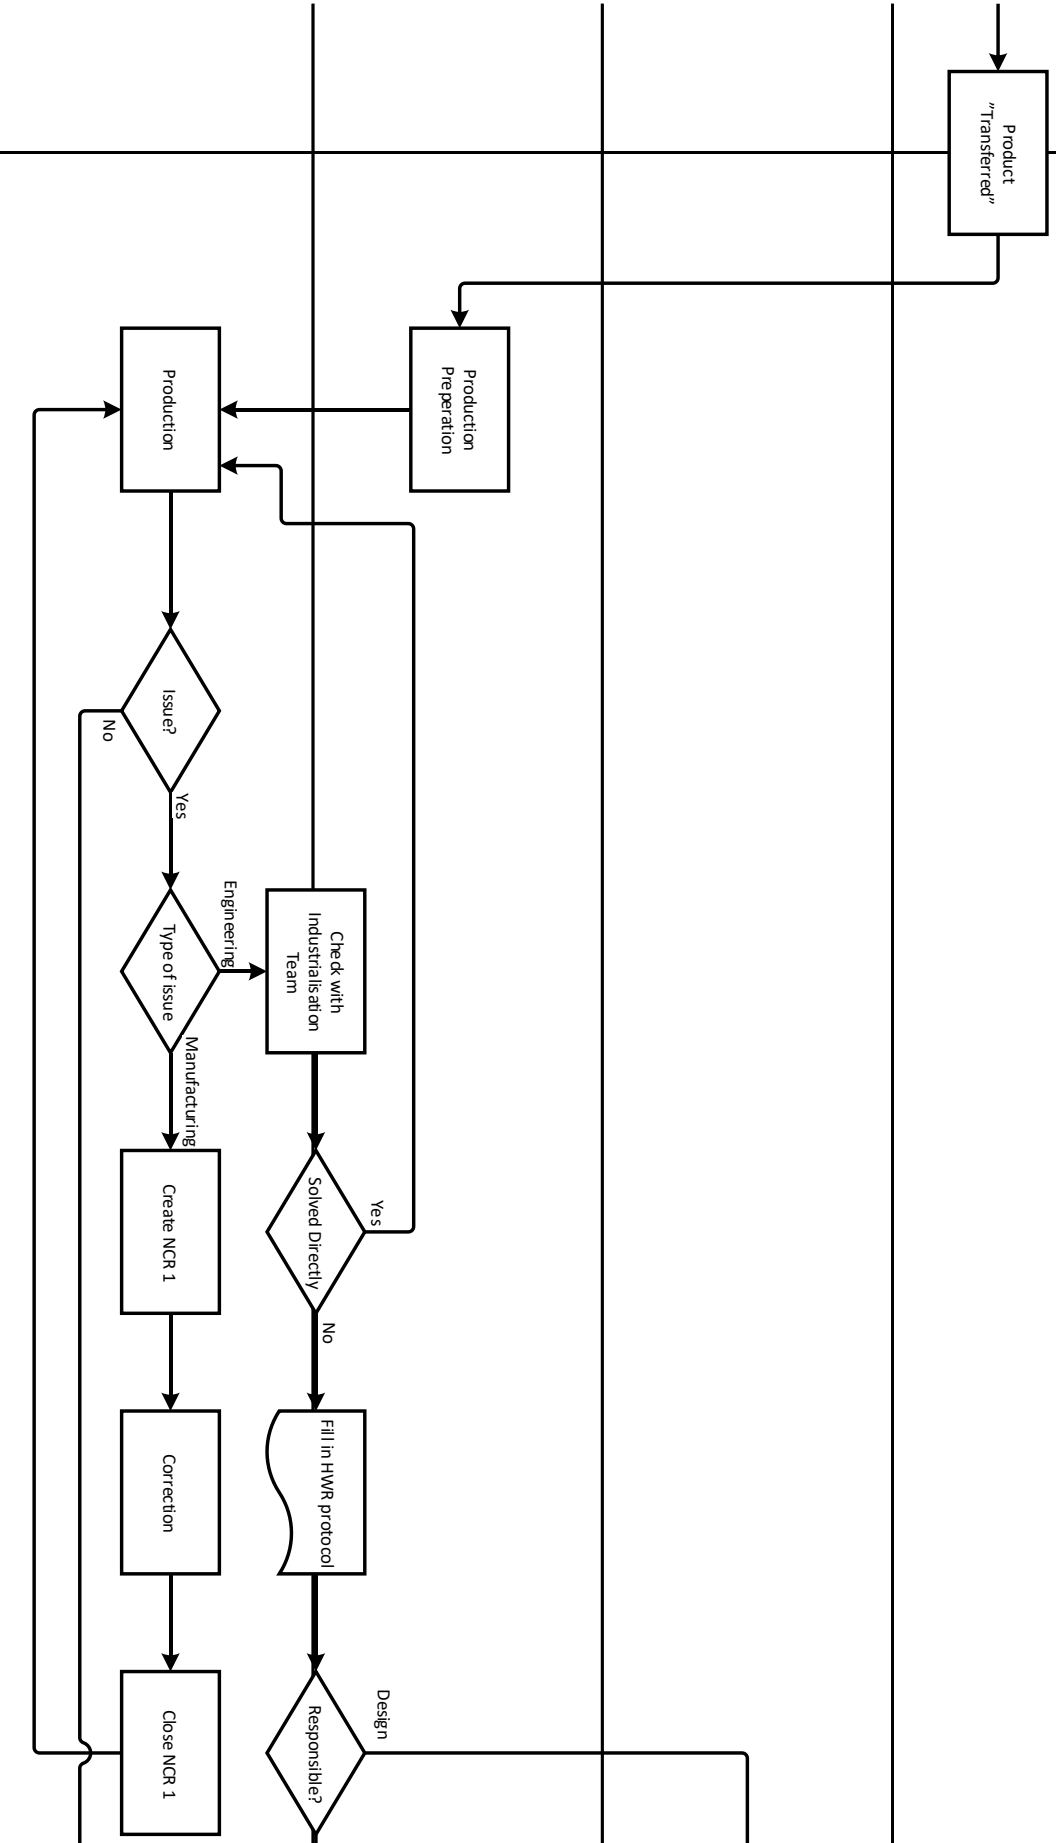 Product
”Transferred”
Production
Preperation
Production
Issue?
No
Yes
Engineering
Type of issue
Check with
Industrialisation
Team
Manufacturing
Yes
Solved Directly
Create NCR 1
No
Fill in HWR protocol
Correction
Design
Responsible?
Close NCR 1